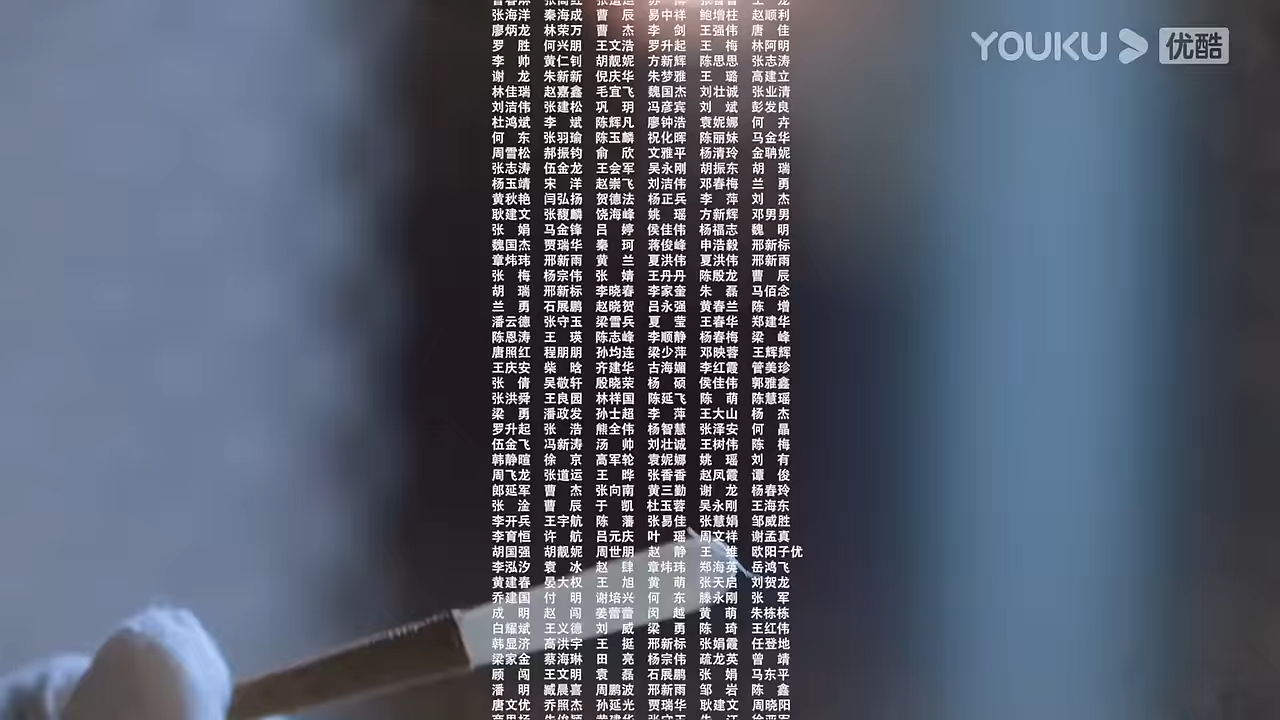 张海洋 秦海成 曹 辰 易中祥 鲍增柱 赵顺利
廖炳龙 林荣万 曹 杰 李 剑 王强伟 唐 佳
罗 胜 何兴朋 王文浩 罗升起 王 梅 林阿明
李 帅 黄仁钊 胡靓妮 方新辉 陈思思 张志涛
谢 龙 朱新新 倪庆华 朱梦雅 王 璐 高建立
林佳瑞 赵嘉鑫 毛宜飞 魏国杰 刘壮诚 张业清
刘洁伟 张建松 巩 玥 冯彦宾 刘 斌 彭发良
杜鸿斌 李 斌 陈辉凡 廖钟浩 袁妮娜 何 卉
何 东 张羽瑜 陈玉麟 祝化晖 陈丽妹 马金华
周雪松 郝振钧 俞 欣 文雅平 杨清玲 金聃妮
张志涛 伍金龙 王会军 吴永刚 胡振东 胡 瑞
杨玉靖 宋 洋 赵崇飞 刘洁伟 邓春梅 兰 勇
黄秋艳 闫弘扬 贺德法 杨正兵 李 萍 刘 杰
耿建文 张馥麟 饶海峰 姚 瑶 方新辉 邓男男
张 娟 马金锋 吕 婷 侯佳伟 杨福志 魏 明
魏国杰 贾瑞华 秦 珂 蒋俊峰 申浩毅 邢新标
章炜玮 邢新雨 黄 兰 夏洪伟 夏洪伟 邢新雨
张 梅 杨宗伟 张 婧 王丹丹 陈殷龙 曹 辰
胡 瑞 邢新标 李晓春 李家奎 朱 磊 马佰念
兰 勇 石展鹏 赵晓贺 吕永强 黄春兰 陈 增
潘云德 张守玉 梁雪兵 夏 莹 王春华 郑建华
陈恩涛 王 瑛 陈志峰 李顺静 杨春梅 梁 峰
唐照红 程朋朋 孙均连 梁少萍 邓映蓉 王辉辉
王庆安 柴 晗 齐建华 古海媚 李红霞 管美珍
张 倩 吴敬轩 殷晓荣 杨 硕 侯佳伟 郭雅鑫
张洪舜 王良园 林祥国 陈延飞 陈 萌 陈慧瑶
梁 勇 潘政发 孙士超 李 萍 王大山 杨 杰
罗升起 张 浩 熊全伟 杨智慧 张泽安 何 晶
伍金飞 冯新涛 汤 帅 刘壮诚 王树伟 陈 梅
韩静暄 徐 京 高军轮 袁妮娜 姚 瑶 刘 有
周飞龙 张道运 王 晔 张香香 赵凤霞 谭 俊
郎延军 曹 杰 张向南 黄三勤 谢 龙 杨春玲
张 淦 曹 辰 于 凯 杜玉蓉 吴永刚 王海东
李开兵 王宇航 陈 藩 张易佳 张慧娟 邹威胜
李育恒 许 航 吕元庆 叶 瑶 周文祥 谢孟真
胡国强 胡靓妮 周世朋 赵 静 王 维 欧阳子优
李泓汐 袁 冰 赵 肆 章炜玮 郑海英 岳鸿飞
黄建春 晏大权 王 旭 黄 萌 张天启 刘贺龙
乔建国 付 明 谢培兴 何 东 滕永刚 张 军
成 明 赵 闯 姜蕾蕾 闵 越 黄 萌 朱栋栋
白耀斌 王义德 刘 威 梁 勇 陈 琦 王红伟
韩显济 高洪宇 王 挺 邢新标 张娟霞 任登地
梁家金 蔡海琳 田 亮 杨宗伟 疏龙英 曾 靖
顾 闯 王文明 袁 磊 石展鹏 张 娟 马东平
潘 明 臧晨喜 周鹏波 邢新雨 邹 岩 陈 鑫
唐文优 乔照杰 孙延光 贾瑞华 耿建文 周晓阳
YOUKU 优酷